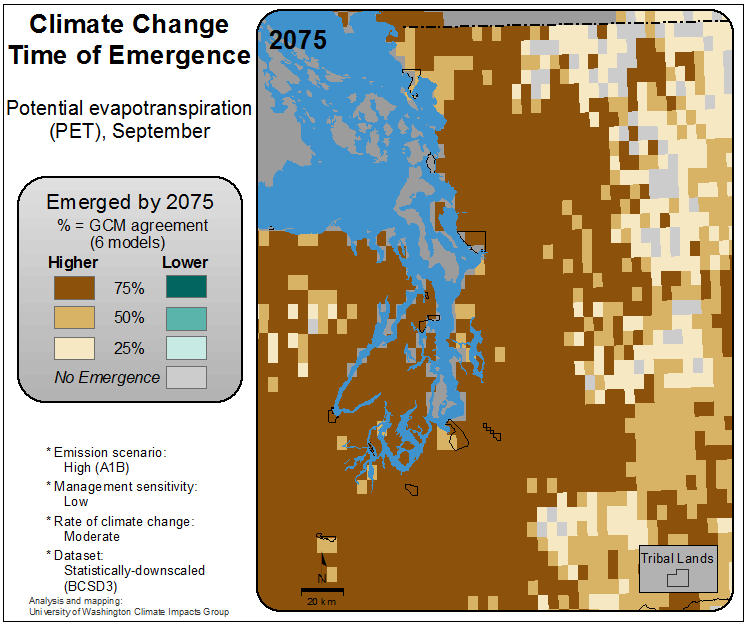 Climate Change
Time of Emergence
Potential evapotranspiration
(PET), September
Emerged by 2075
% = GCM agreement
(6 models)
Higher
Lower
75%
50%
25%
No Emergence
* Emission scenario:
High (A1B)
* Management sensitivity:
Low
* Rate of climate change:
Moderate
* Dataset:
Statistically-downscaled
(BCSD3)
Analysis and mapping:
University of Washington Climate Impacts Group
2075
N
20 km
Tribal Lands